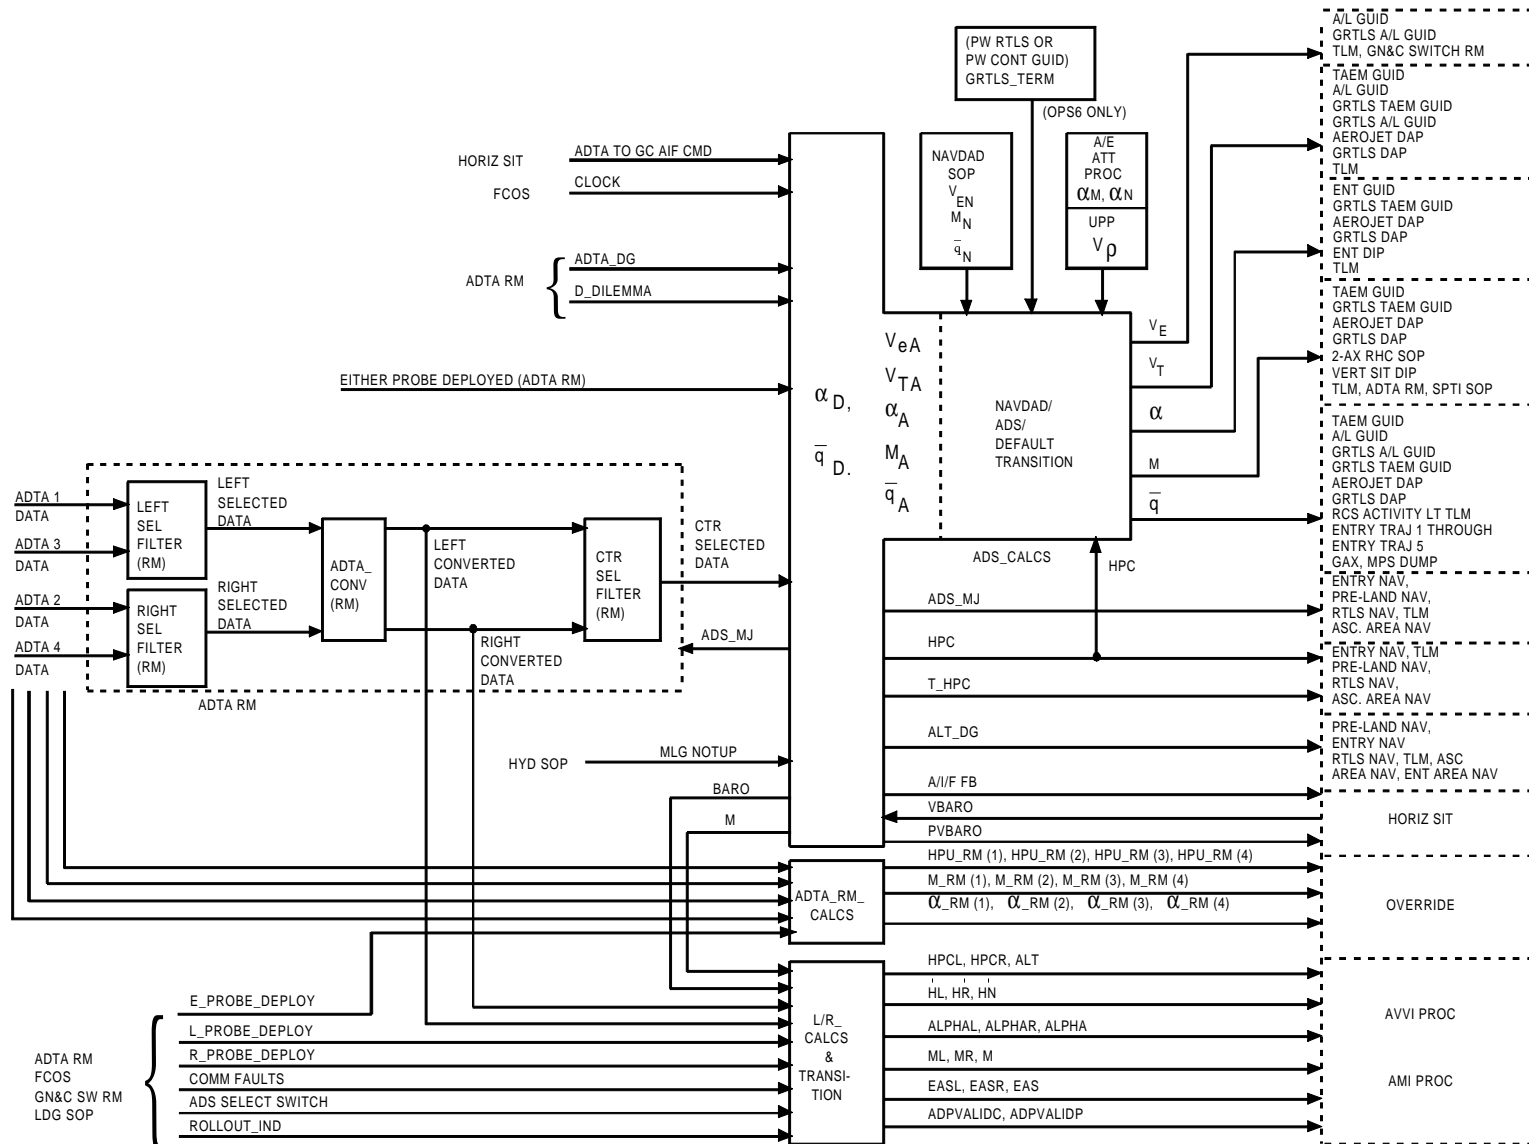 A/L GUID
GRTLS A/L GUID
TLM, GN&C SWITCH RM
(PW RTLS OR
PW CONT GUID)
GRTLS_TERM
(OPS6 ONLY)
TAEM GUID
A/L GUID
GRTLS TAEM GUID
GRTLS A/L GUID
AEROJET DAP
GRTLS DAP
TLM
HORIZ SIT
ADTA TO GC AIF CMD
FCOS
CLOCK
NAVDAD
SOP
V EN
M N
q̅ N
A/E
ATT
PROC
αM, αN
UPP
Vρ
ENT GUID
GRTLS TAEM GUID
AEROJET DAP
GRTLS DAP
ENT DIP
TLM
ADTA RM
ADTA_DG
D_DILEMMA
TAEM GUID
GRTLS TAEM GUID
AEROJET DAP
GRTLS DAP
2-AX RHC SOP
VERT SIT DIP
TLM, ADTA RM, SPTI SOP
EITHER PROBE DEPLOYED (ADTA RM)
α D,
q̅ D.
VeA
VTA
αA
MA
q̅A
NAVDAD/
ADS/
DEFAULT
TRANSITION
VE
VT
α
M
q̅
TAEM GUID
A/L GUID
GRTLS A/L GUID
GRTLS TAEM GUID
AEROJET DAP
GRTLS DAP
RCS ACTIVITY LT TLM
ENTRY TRAJ 1 THROUGH
ENTRY TRAJ 5
GAX, MPS DUMP
ADTA 1
DATA
ADTA 3
DATA
ADTA 2
DATA
ADTA 4
DATA
LEFT
SEL
FILTER
(RM)
RIGHT
SEL
FILTER
(RM)
LEFT
SELECTED
DATA
RIGHT
SELECTED
DATA
ADTA_
CONV
(RM)
LEFT
CONVERTED
DATA
RIGHT
CONVERTED
DATA
CTR
SEL
FILTER
(RM)
CTR
SELECTED
DATA
ADTA RM
ADS_MJ
ADS_CALCS
HPC
ADS_MJ
ENTRY NAV,
PRE-LAND NAV,
RTLS NAV, TLM
ASC. AREA NAV
HPC
T_HPC
ENTRY NAV, TLM
PRE-LAND NAV,
RTLS NAV,
ASC. AREA NAV
ALT_DG
PRE-LAND NAV,
ENTRY NAV
RTLS NAV, TLM, ASC
AREA NAV, ENT AREA NAV
HYD SOP
MLG NOTUP
BARO
M
A/I/F FB
VBARO
PVBARO
HORIZ SIT
ADTA_RM_
CALCS
HPU_RM (1), HPU_RM (2), HPU_RM (3), HPU_RM (4)
M_RM (1), M_RM (2), M_RM (3), M_RM (4)
α_RM (1), α_RM (2), α_RM (3), α_RM (4)
OVERRIDE
ADTA RM
FCOS
GN&C SW RM
LDG SOP
E_PROBE_DEPLOY
L_PROBE_DEPLOY
R_PROBE_DEPLOY
COMM FAULTS
ADS SELECT SWITCH
ROLLOUT_IND
L/R_
CALCS
&
TRANSI-
TION
HPCL, HPCR, ALT
ḢL, ḢR, ḢN
ALPHAL, ALPHAR, ALPHA
ML, MR, M
EASL, EASR, EAS
ADPVALIDC, ADPVALIDP
AVVI PROC
AMI PROC